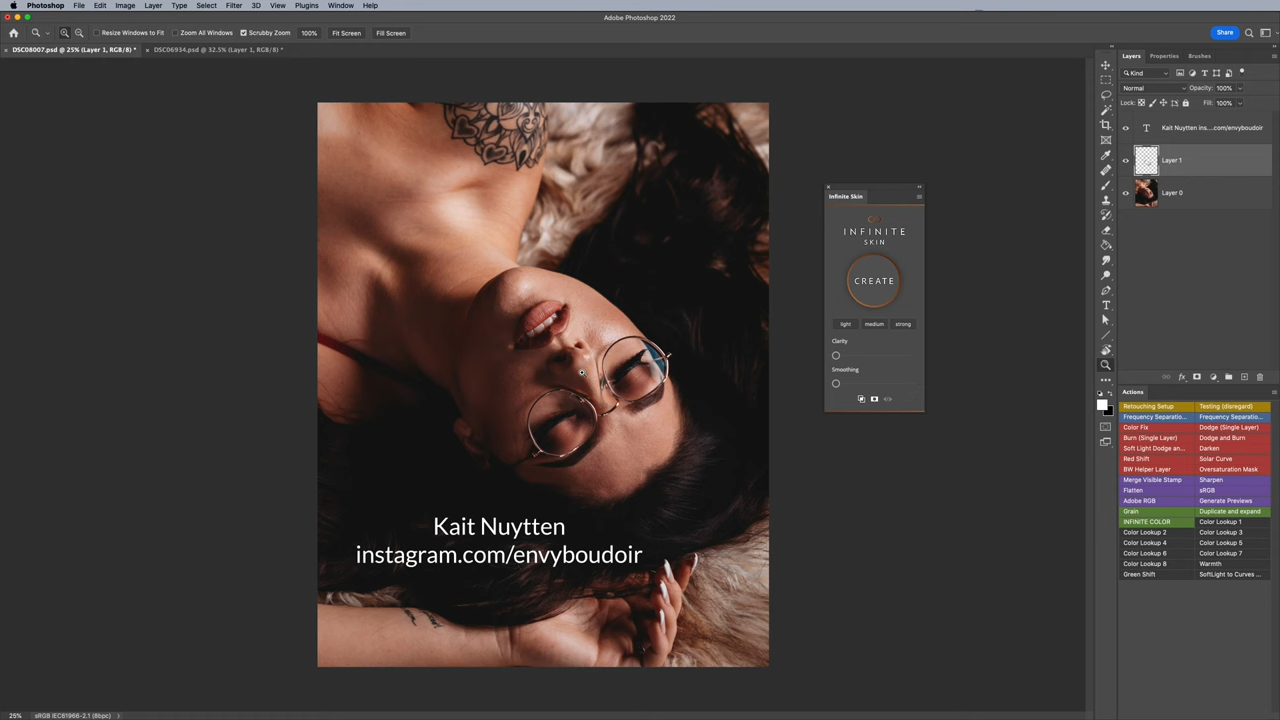 Photoshop File Edit Image Layer Type Select Filter 3D View Plugins Window Help
Adobe Photoshop 2022
Resize Windows to Fit Zoom All Windows Scrubby Zoom 100% Fit Screen Fill Screen Share
× DSC08007.psd @ 25% (Layer 1, RGB/8) * × DSC06934.psd @ 32.5% (Layer 1, RGB/8) *
Layers Properties Brushes
Kind
Normal Opacity: 100%
Lock: Fill: 100%
T Kait Nuytten ins....com/envyboudoir
Layer 1
Layer 0
Infinite Skin
INFINITE
SKIN
CREATE
light medium strong
Clarity
Smoothing
Kait Nuytten
instagram.com/envyboudoir
Actions
Retouching Setup Testing (disregard)
Frequency Separatio... Frequency Separatio...
Color Fix Dodge (Single Layer)
Burn (Single Layer) Dodge and Burn
Soft Light Dodge an... Darken
Red Shift Solar Curve
BW Helper Layer Oversaturation Mask
Merge Visible Stamp Sharpen
Flatten sRGB
Adobe RGB Generate Previews
Grain Duplicate and expand
INFINITE COLOR Color Lookup 1
Color Lookup 2 Color Lookup 3
Color Lookup 4 Color Lookup 5
Color Lookup 6 Color Lookup 7
Color Lookup 8 Warmth
Green Shift SoftLight to Curves ...
25% sRGB IEC61966-2.1 (8bpc)